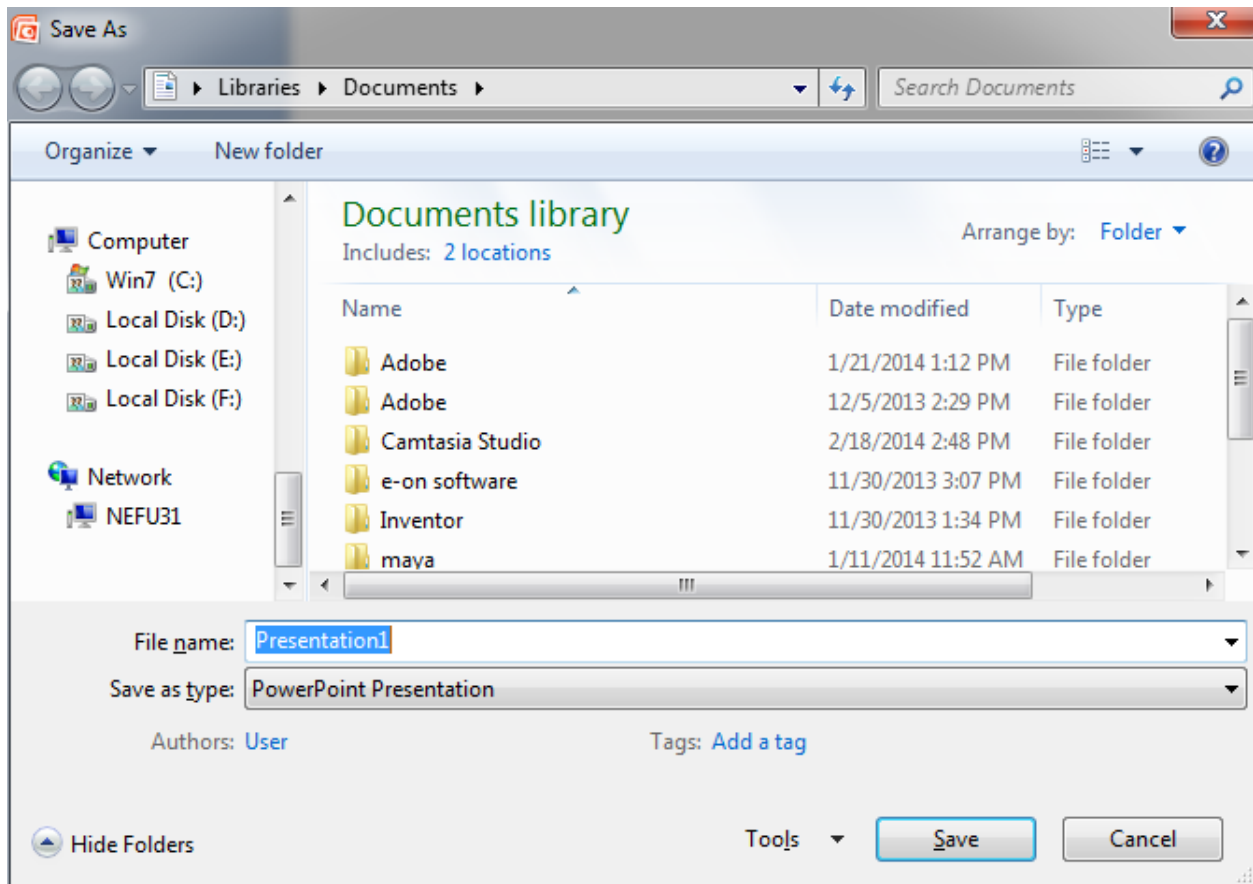 Save As
Libraries Documents
Search Documents
Organize New folder
Documents library
Includes: 2 locations
Arrange by: Folder
Computer
Win7 (C:)
Local Disk (D:)
Local Disk (E:)
Local Disk (F:)
Network
NEFU31
Name Date modified Type
Adobe 1/21/2014 1:12 PM File folder
Adobe 12/5/2013 2:29 PM File folder
Camtasia Studio 2/18/2014 2:48 PM File folder
e-on software 11/30/2013 3:07 PM File folder
Inventor 11/30/2013 1:34 PM File folder
maya 1/11/2014 11:52 AM File folder
File name: Presentation1
Save as type: PowerPoint Presentation
Authors: User Tags: Add a tag
Hide Folders Tools Save Cancel